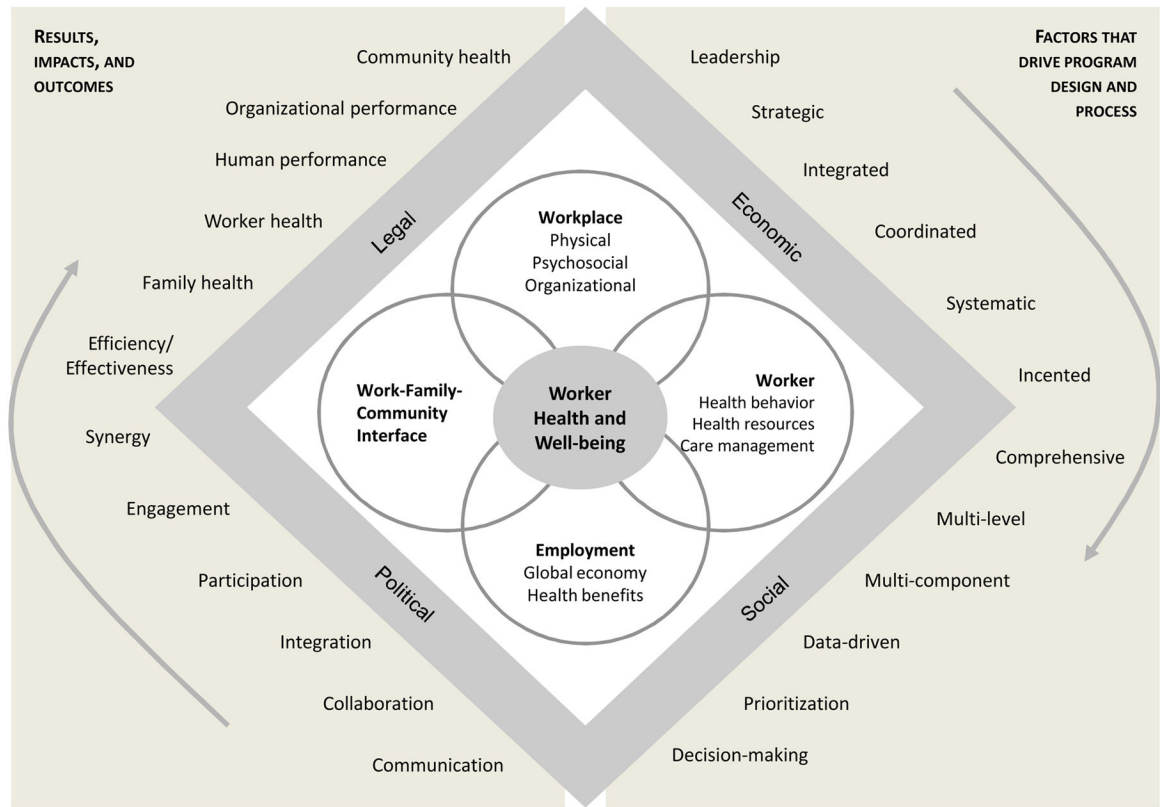 RESULTS,
IMPACTS, AND
OUTCOMES
FACTORS THAT
DRIVE PROGRAM
DESIGN AND
PROCESS
Community health
Organizational performance
Human performance
Worker health
Family health
Efficiency/
Effectiveness
Synergy
Engagement
Participation
Integration
Collaboration
Communication
Leadership
Strategic
Integrated
Coordinated
Systematic
Incented
Comprehensive
Multi-level
Multi-component
Data-driven
Prioritization
Decision-making
Legal
Economic
Political
Social
Workplace
Physical
Psychosocial
Organizational
Work-Family-
Community
Interface
Worker
Health and
Well-being
Worker
Health behavior
Health resources
Care management
Employment
Global economy
Health benefits